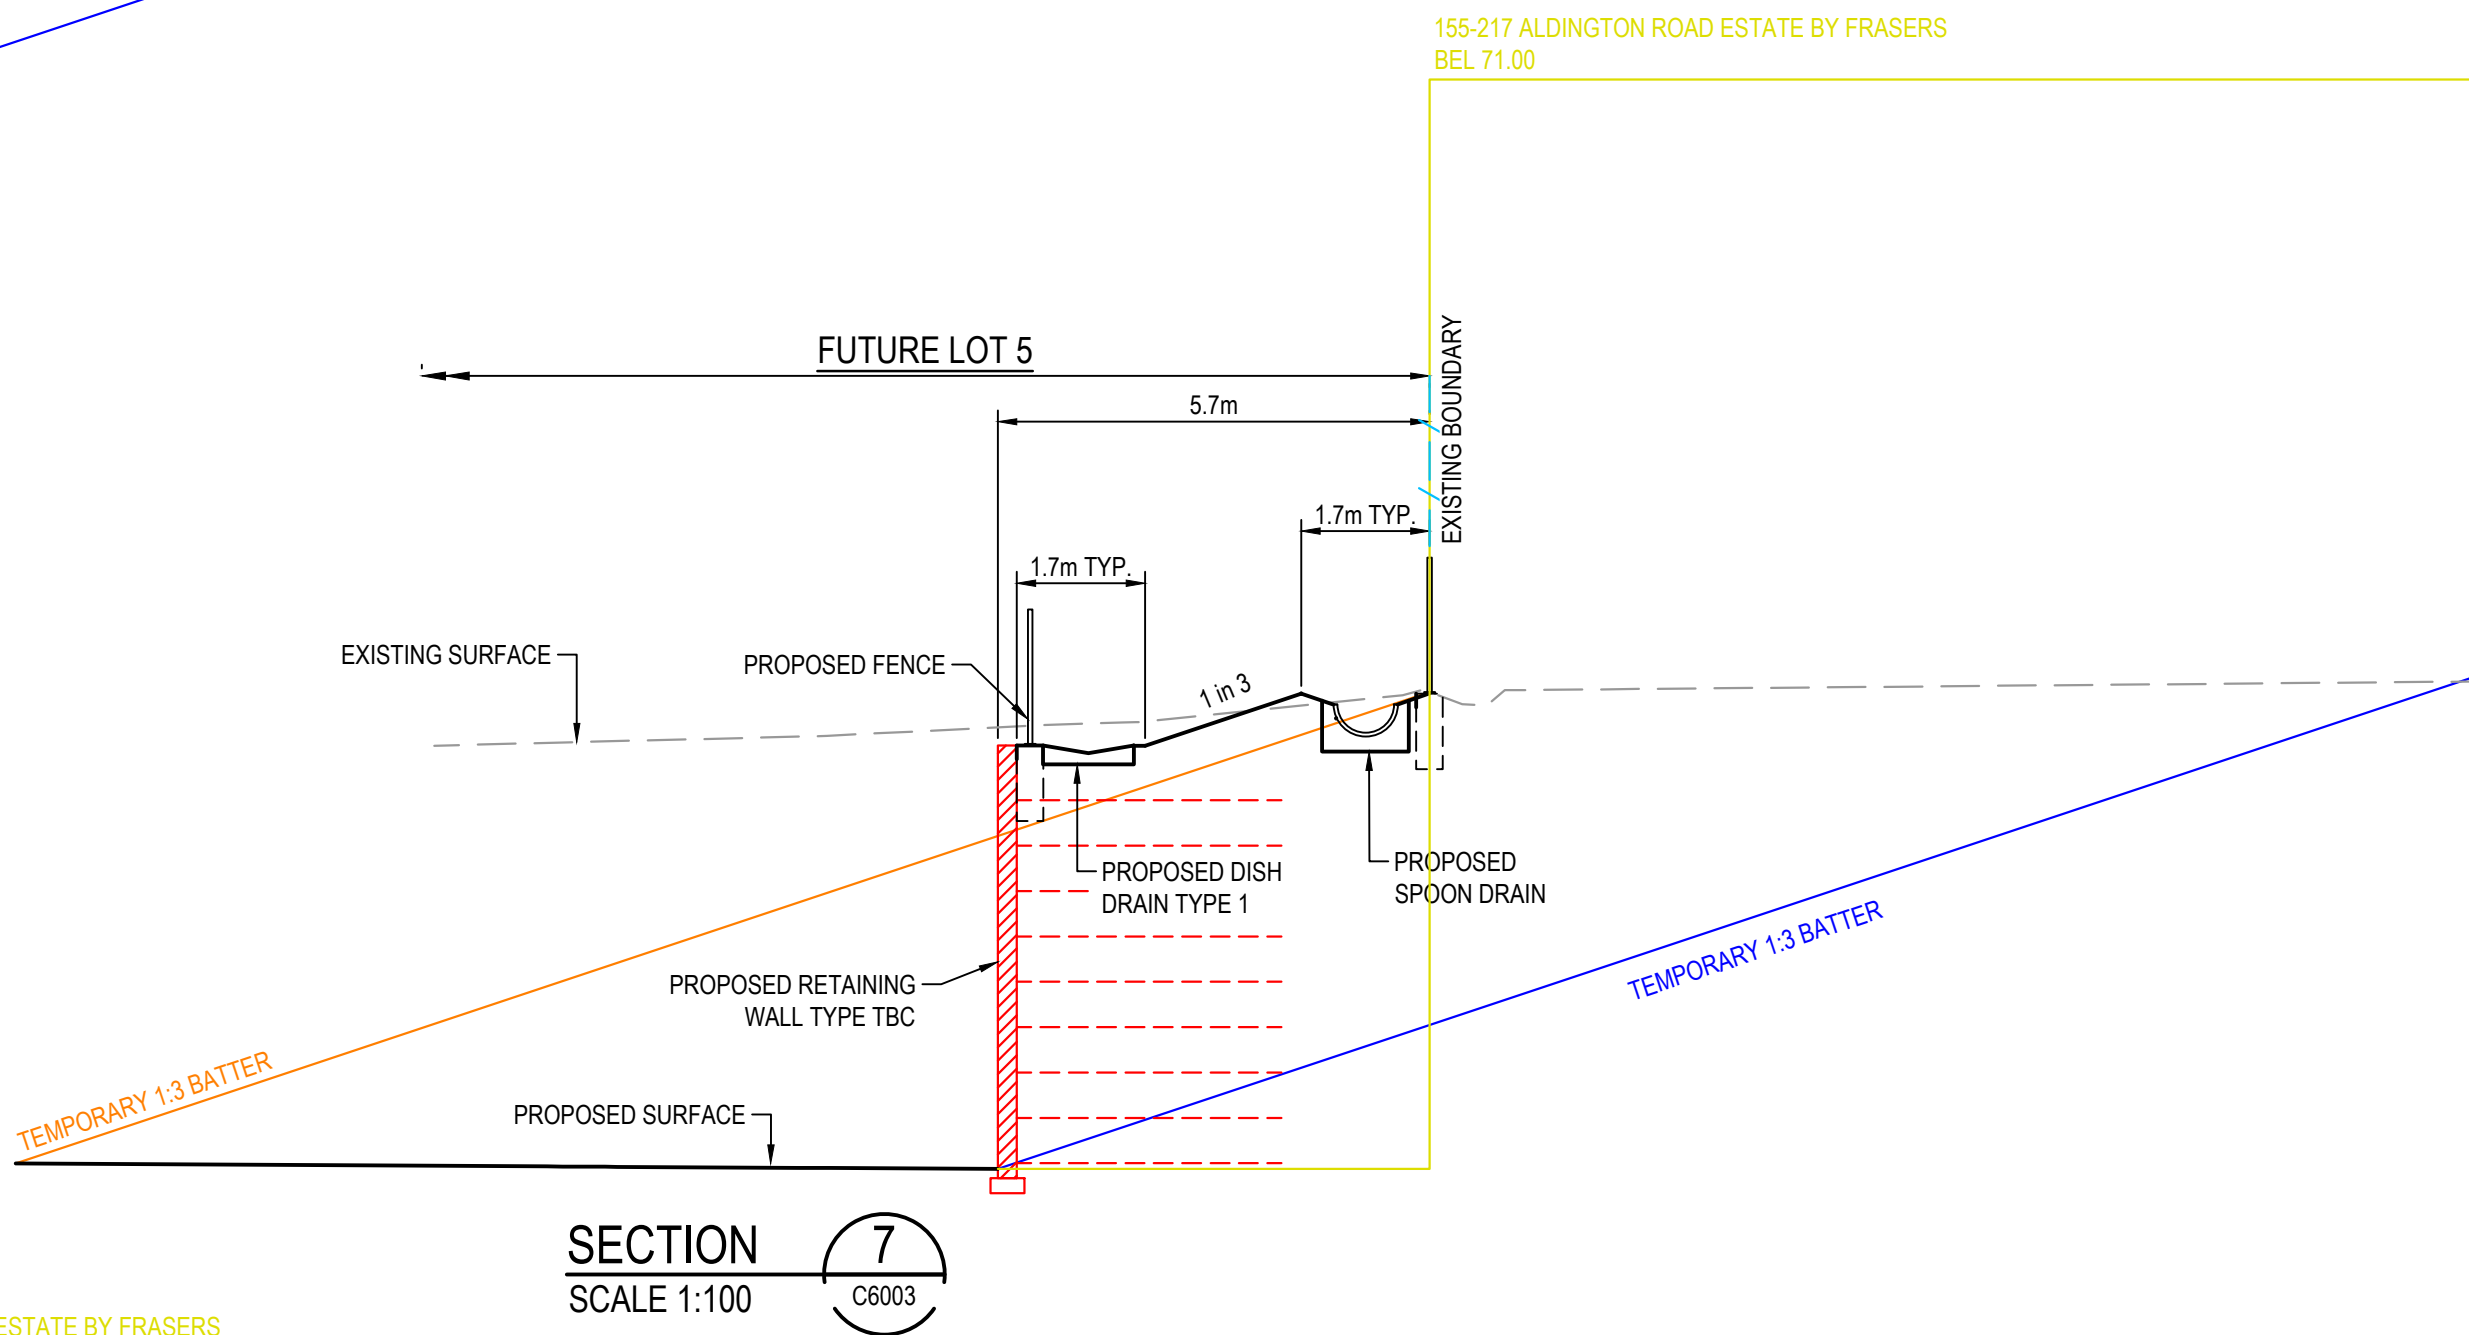 155-217 ALDINGTON ROAD ESTATE BY FRASERS
BEL 71.00
FUTURE LOT 5
5.7m
EXISTING BOUNDARY
1.7m TYP.
1.7m TYP.
EXISTING SURFACE
PROPOSED FENCE
1 in 3
PROPOSED DISH
DRAIN TYPE 1
PROPOSED
SPOON DRAIN
TEMPORARY 1:3 BATTER
PROPOSED RETAINING
WALL TYPE TBC
TEMPORARY 1:3 BATTER
PROPOSED SURFACE
SECTION
7
SCALE 1:100
C6003
ESTATE BY FRASERS